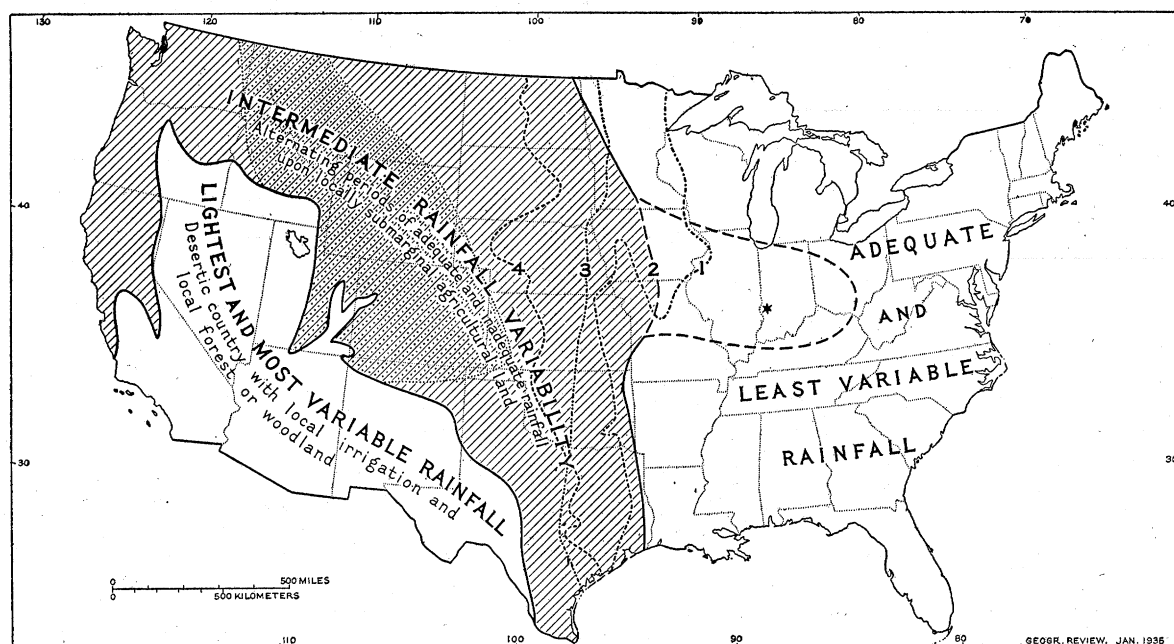 130 120 110 100 90 80 70
INTERMEDIATE RAINFALL VARIABILITY
Alternating periods of adequate and inadequate rainfall
upon locally submarginal agricultural land
LIGHTEST AND MOST VARIABLE RAINFALL
Desertic country with local irrigation and
local forest or woodland
40 40
4 3 2 1
ADEQUATE
AND
LEAST VARIABLE
RAINFALL
30 30
0 500 MILES
0 500 KILOMETERS
110 100 90 80
GEOGR. REVIEW, JAN. 1936